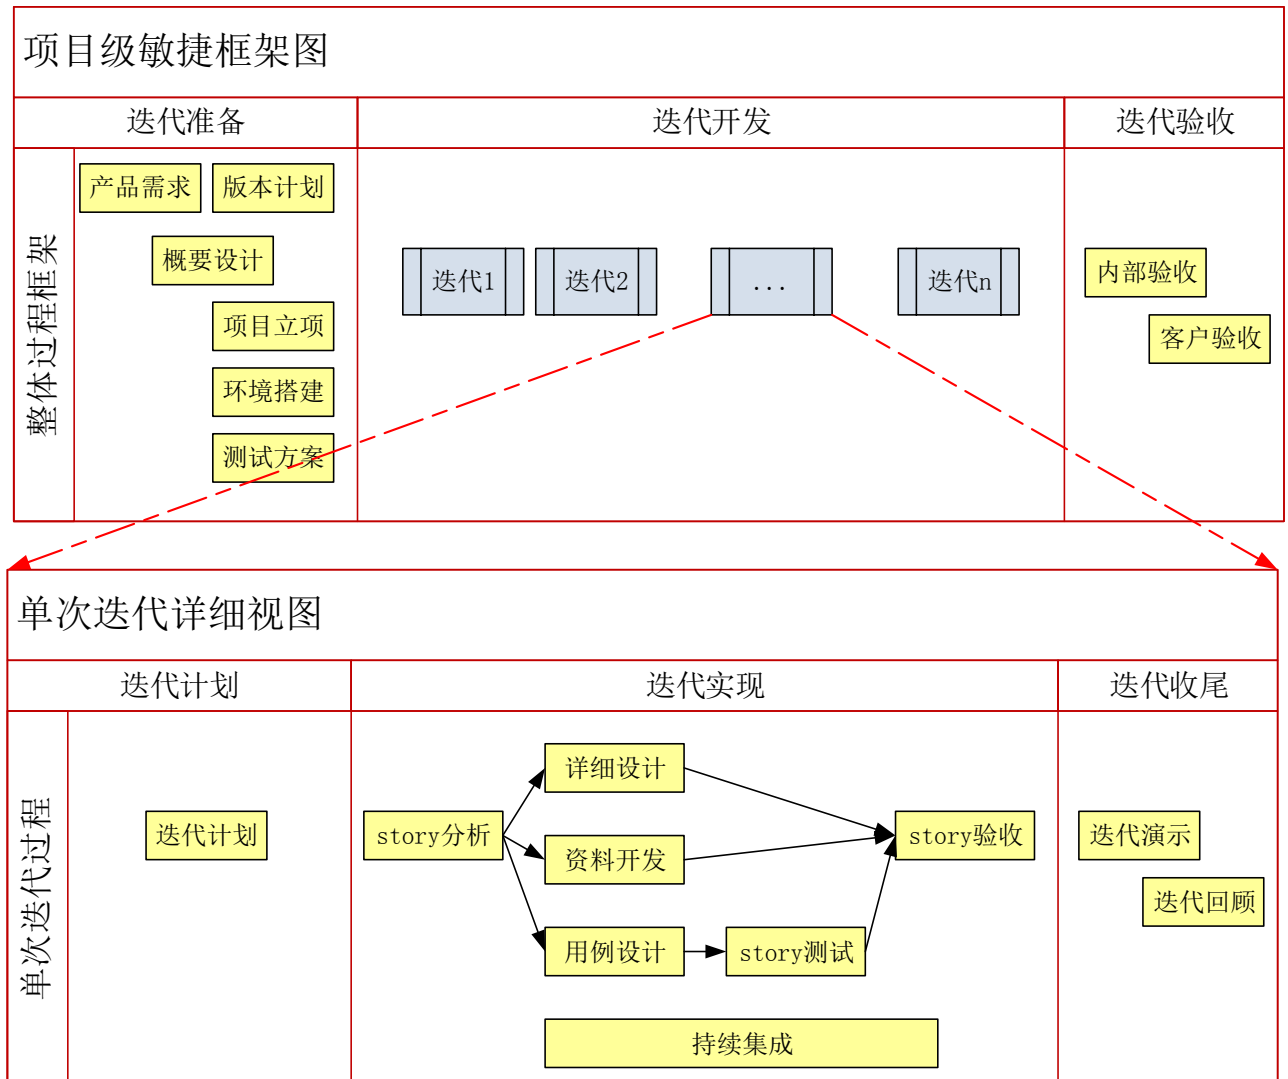 项目级敏捷框架图
迭代准备
迭代开发
迭代验收
整体过程框架
产品需求
版本计划
概要设计
项目立项
环境搭建
测试方案
迭代1
迭代2
...
迭代n
内部验收
客户验收
单次迭代详细视图
迭代计划
迭代实现
迭代收尾
单次迭代过程
迭代计划
story分析
详细设计
资料开发
用例设计
story测试
story验收
持续集成
迭代演示
迭代回顾